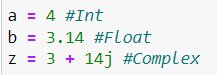 a = 4 #Int
b = 3.14 #Float
z = 3 + 14j #Complex